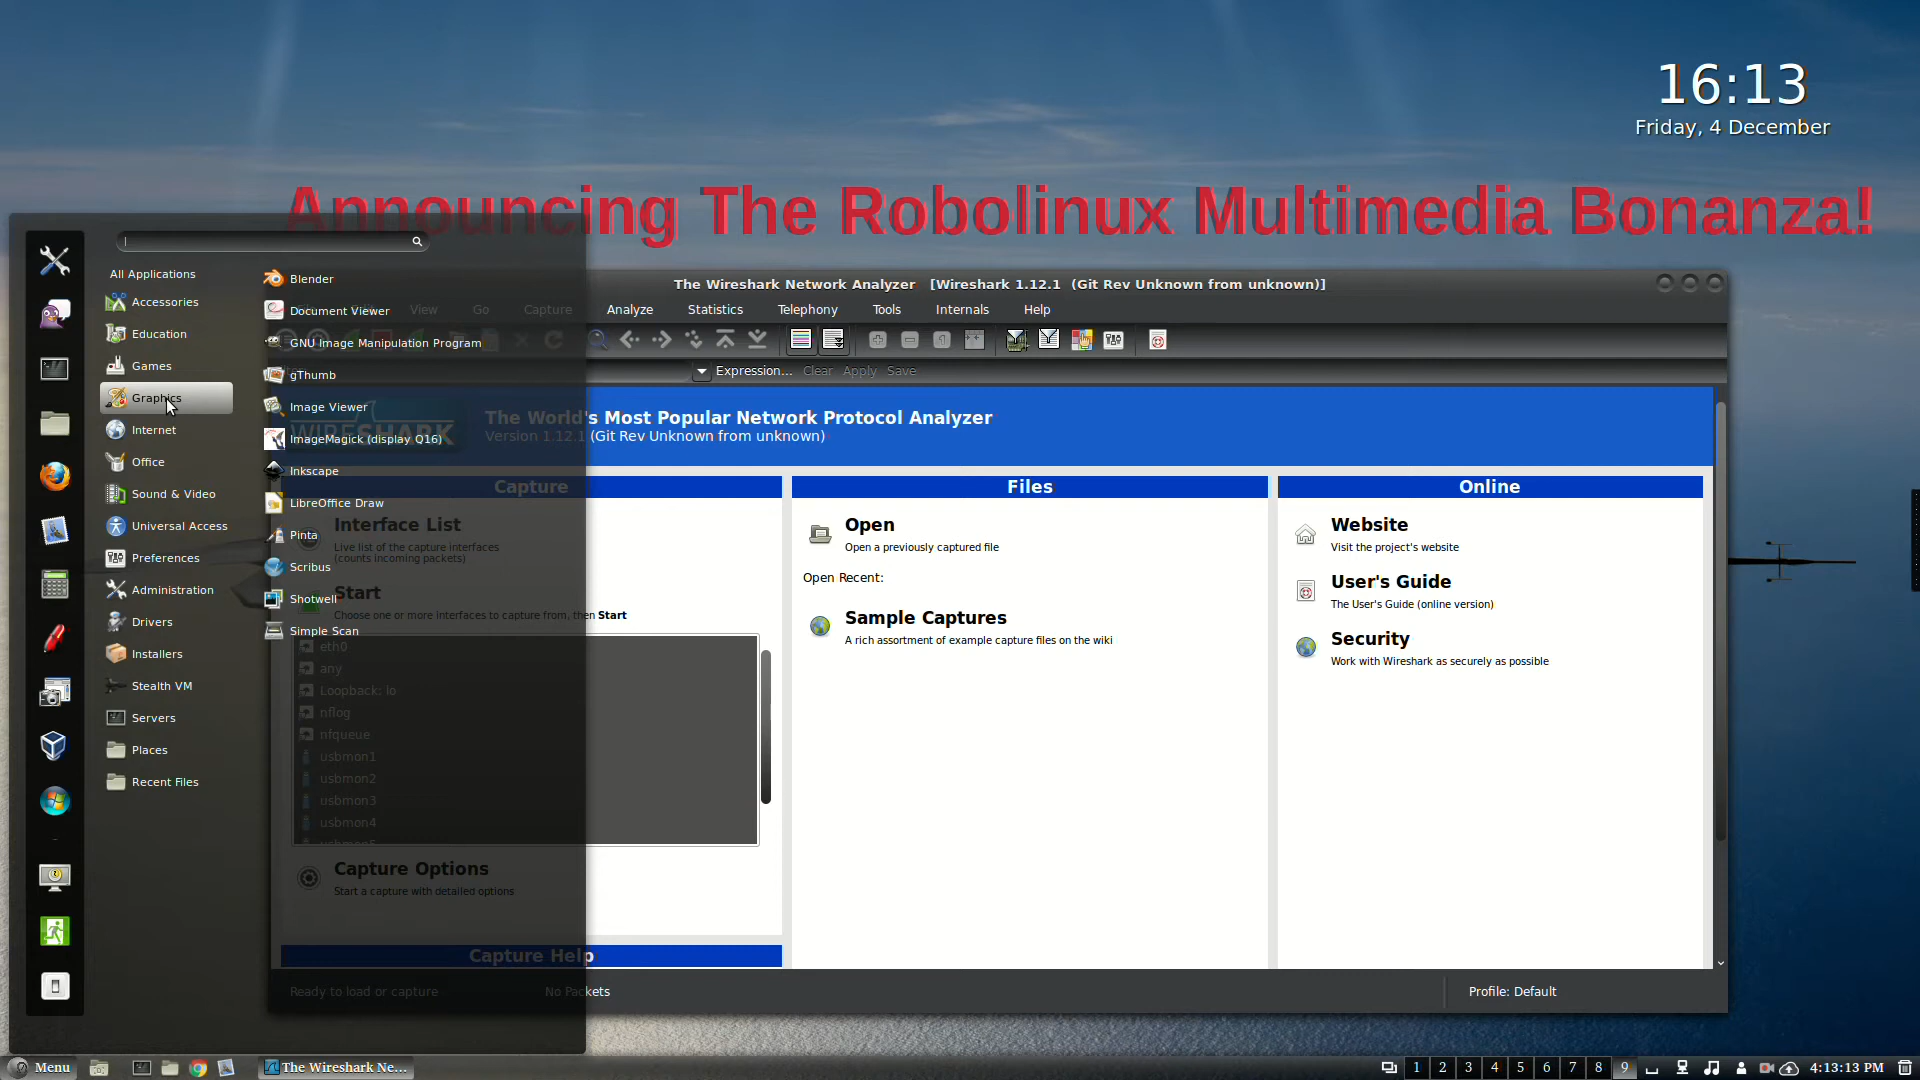 16:13
Friday, 4 December
Announcing The Robolinux Multimedia Bonanza!
All Applications
Accessories
Education
Games
Graphics
Internet
Office
Sound & Video
Universal Access
Preferences
Administration
Drivers
Installers
Stealth VM
Servers
Places
Recent Files
Blender
Document Viewer
GNU Image Manipulation Program
gThumb
Image Viewer
ImageMagick (display Q16)
Inkscape
LibreOffice Draw
Pinta
Scribus
Shotwell
Simple Scan
The Wireshark Network Analyzer [Wireshark 1.12.1 (Git Rev Unknown from unknown)]
View Go Capture Analyze Statistics Telephony Tools Internals Help
Expression... Clear Apply Save
WIRESHARK
The World's Most Popular Network Protocol Analyzer
Version 1.12.1 (Git Rev Unknown from unknown)
Capture
Interface List
Live list of the capture interfaces
(counts incoming packets)
Start
Choose one or more interfaces to capture from, then Start
eth0
any
Loopback: lo
nflog
nfqueue
usbmon1
usbmon2
usbmon3
usbmon4
Capture Options
Start a capture with detailed options
Capture Help
Files
Open
Open a previously captured file
Open Recent:
Sample Captures
A rich assortment of example capture files on the wiki
Online
Website
Visit the project's website
User's Guide
The User's Guide (online version)
Security
Work with Wireshark as securely as possible
Ready to load or capture
No Packets
Profile: Default
Menu
The Wireshark Ne...
1 2 3 4 5 6 7 8 9
4:13:13 PM